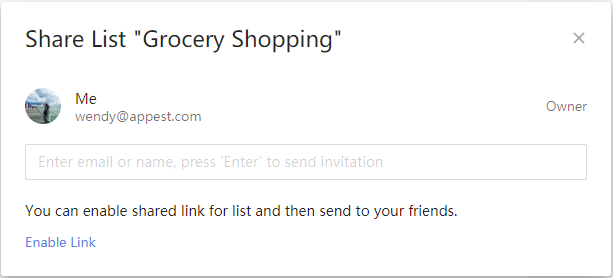 Share List "Grocery Shopping"
Me
wendy@appest.com
Owner
Enter email or name, press 'Enter' to send invitation
You can enable shared link for list and then send to your friends.
Enable Link